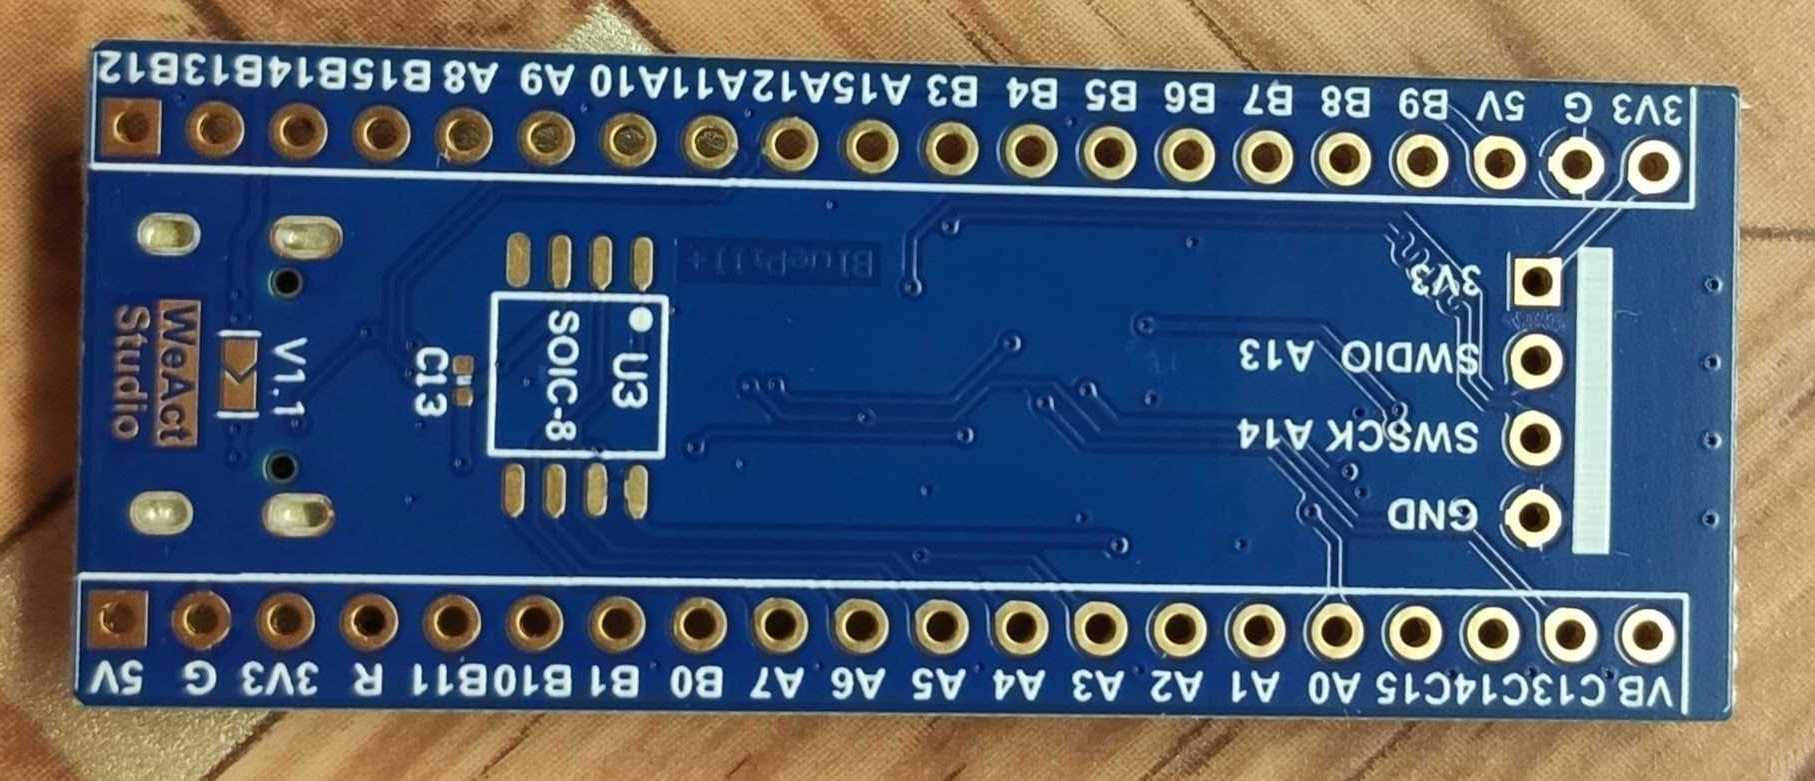 B12 B13 B14 B15 A8 A9 A10 A11 A12 A15 B3 B4 B5 B6 B7 B8 B9 5V G 3V3
BluePill+
3V3
SWDIO A13
SWSCK A14
GND
U3
SOIC-8
C13
V1.1
WeAct
Studio
5V G 3V3 R B11 B10 B1 B0 A7 A6 A5 A4 A3 A2 A1 A0 C15 C14 C13 VB